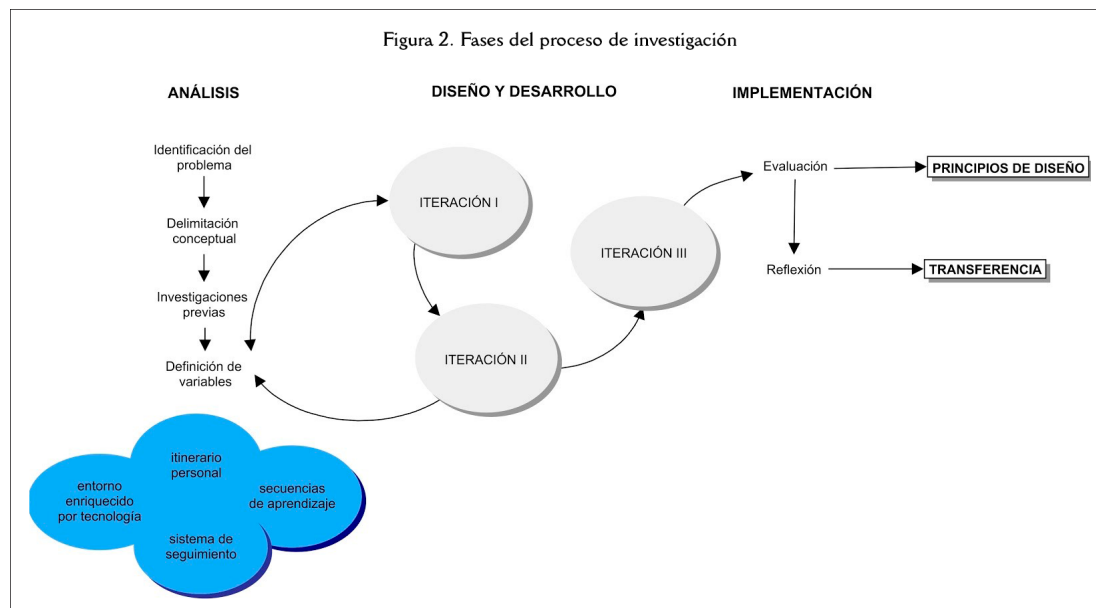 Figura 2. Fases del proceso de investigación
ANÁLISIS
DISEÑO Y DESARROLLO
IMPLEMENTACIÓN
Identificación del
problema
Delimitación
conceptual
Investigaciones
previas
Definición de
variables
itinerario
personal
entorno
enriquecido
por tecnología
secuencias
de aprendizaje
sistema de
seguimiento
ITERACIÓN I
ITERACIÓN II
ITERACIÓN III
Evaluación
PRINCIPIOS DE DISEÑO
Reflexión
TRANSFERENCIA